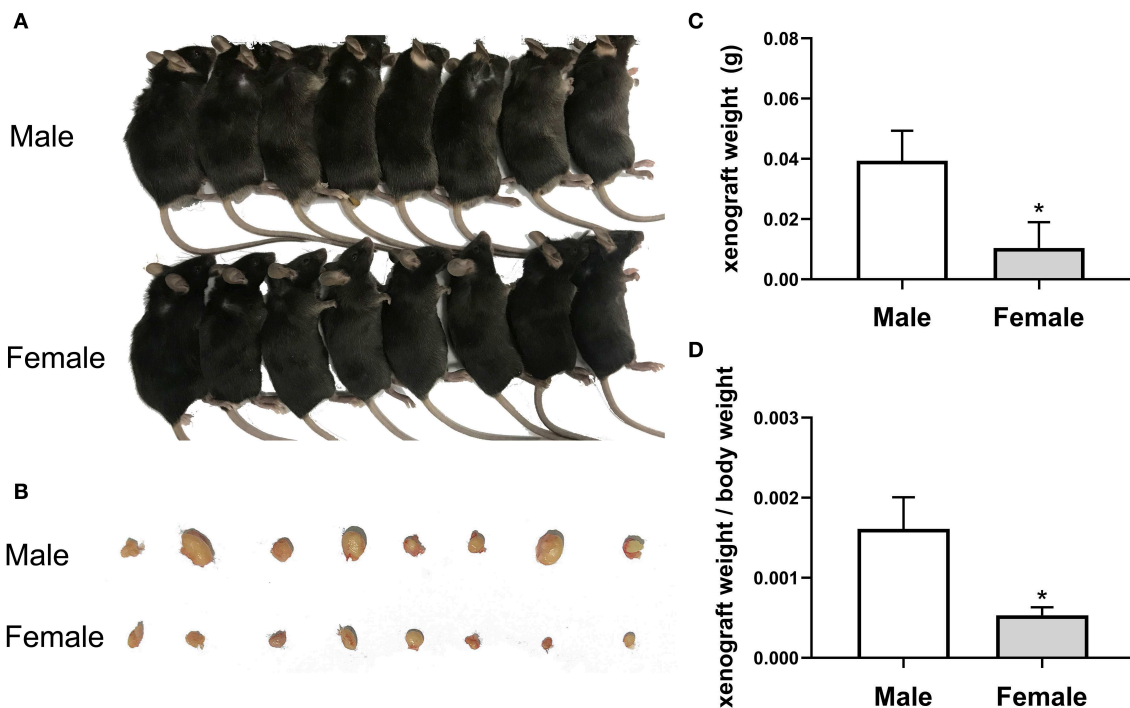 A
Male
Female
B
Male
Female
C
xenograft weight (g)
0.08
0.06
0.04
0.02
0.00
*
Male
Female
D
xenograft weight / body weight
0.003
0.002
0.001
0.000
*
Male
Female